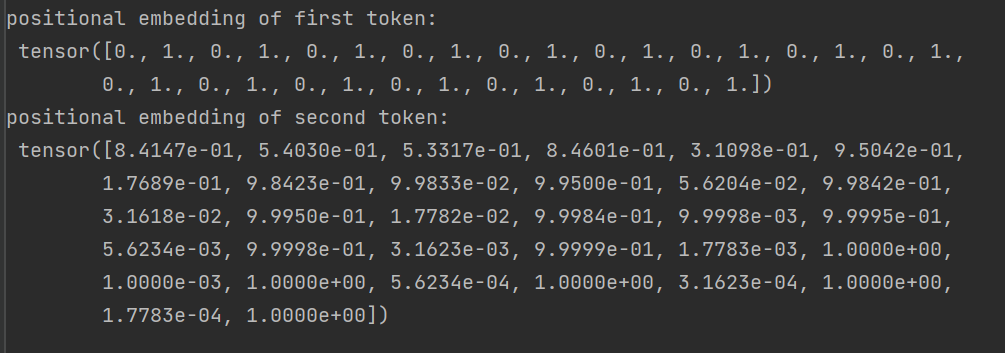 positional embedding of first token:
tensor([0., 1., 0., 1., 0., 1., 0., 1., 0., 1., 0., 1., 0., 1., 0., 1., 0., 1.,
0., 1., 0., 1., 0., 1., 0., 1., 0., 1., 0., 1., 0., 1.])
positional embedding of second token:
tensor([8.4147e-01, 5.4030e-01, 5.3317e-01, 8.4601e-01, 3.1098e-01, 9.5042e-01,
1.7689e-01, 9.8423e-01, 9.9833e-02, 9.9500e-01, 5.6204e-02, 9.9842e-01,
3.1618e-02, 9.9950e-01, 1.7782e-02, 9.9984e-01, 9.9998e-03, 9.9995e-01,
5.6234e-03, 9.9998e-01, 3.1623e-03, 9.9999e-01, 1.7783e-03, 1.0000e+00,
1.0000e-03, 1.0000e+00, 5.6234e-04, 1.0000e+00, 3.1623e-04, 1.0000e+00,
1.7783e-04, 1.0000e+00])